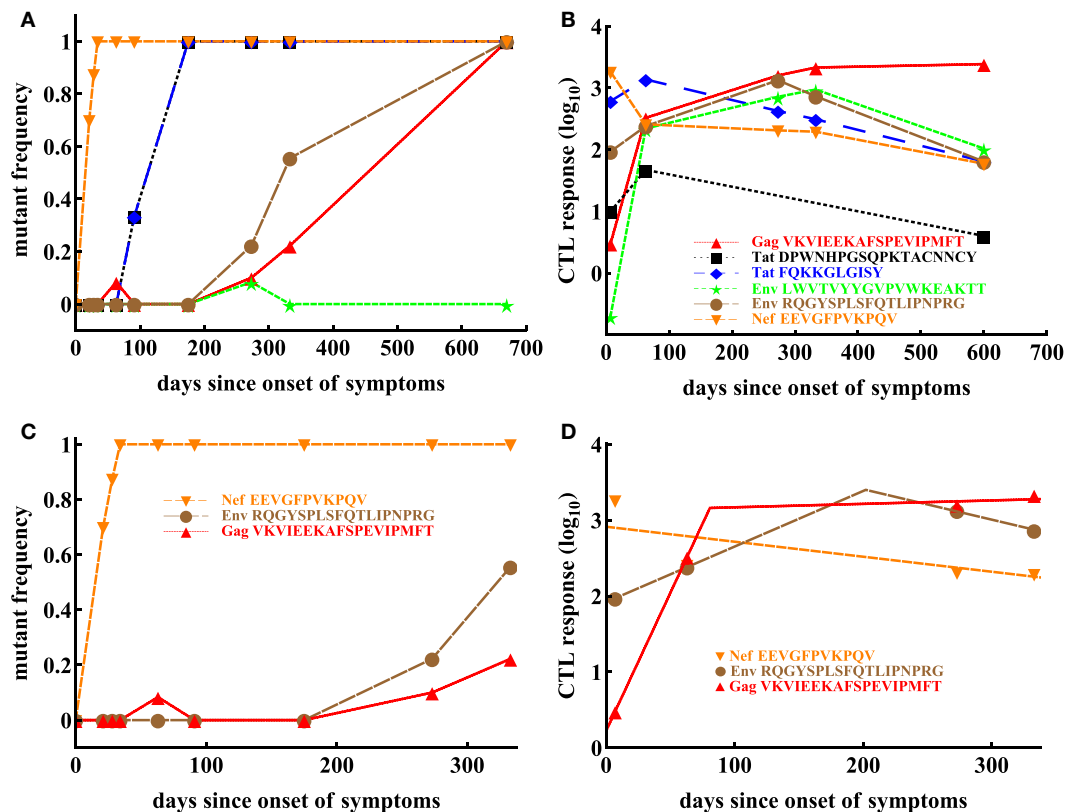 A
mutant frequency
1
0.8
0.6
0.4
0.2
0
0 100 200 300 400 500 600 700
days since onset of symptoms
B
CTL response (log10)
4
3
2
1
0
Gag VKVIEEKAFSPEVIPMFT
Tat DPWNHPGSQPKTACNNCY
Tat FQKKGLGISY
Env LWVTVYYGVPVWKEAKTT
Env RQGYSPLSFQTLIPNPRG
Nef EEVGFPVKPQV
0 100 200 300 400 500 600 700
days since onset of symptoms
C
mutant frequency
1
0.8
0.6
0.4
0.2
0
Nef EEVGFPVKPQV
Env RQGYSPLSFQTLIPNPRG
Gag VKVIEEKAFSPEVIPMFT
0 100 200 300
days since onset of symptoms
D
CTL response (log10)
4
3
2
1
0
Nef EEVGFPVKPQV
Env RQGYSPLSFQTLIPNPRG
Gag VKVIEEKAFSPEVIPMFT
0 100 200 300
days since onset of symptoms